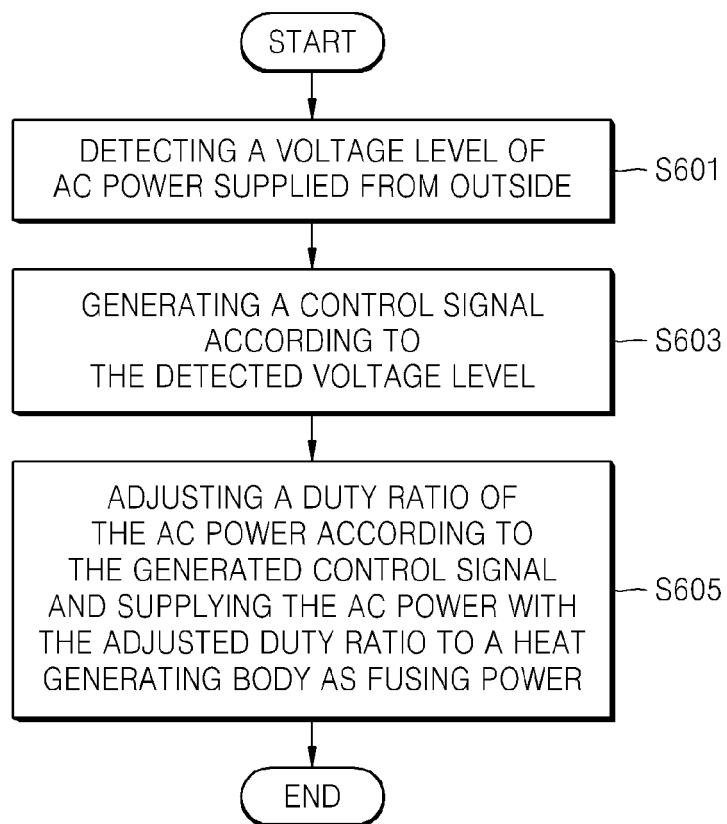 START
DETECTING A VOLTAGE LEVEL OF
AC POWER SUPPLIED FROM OUTSIDE
S601
GENERATING A CONTROL SIGNAL
ACCORDING TO
THE DETECTED VOLTAGE LEVEL
S603
ADJUSTING A DUTY RATIO OF
THE AC POWER ACCORDING TO
THE GENERATED CONTROL SIGNAL
AND SUPPLYING THE AC POWER WITH
THE ADJUSTED DUTY RATIO TO A HEAT
GENERATING BODY AS FUSING POWER
S605
END